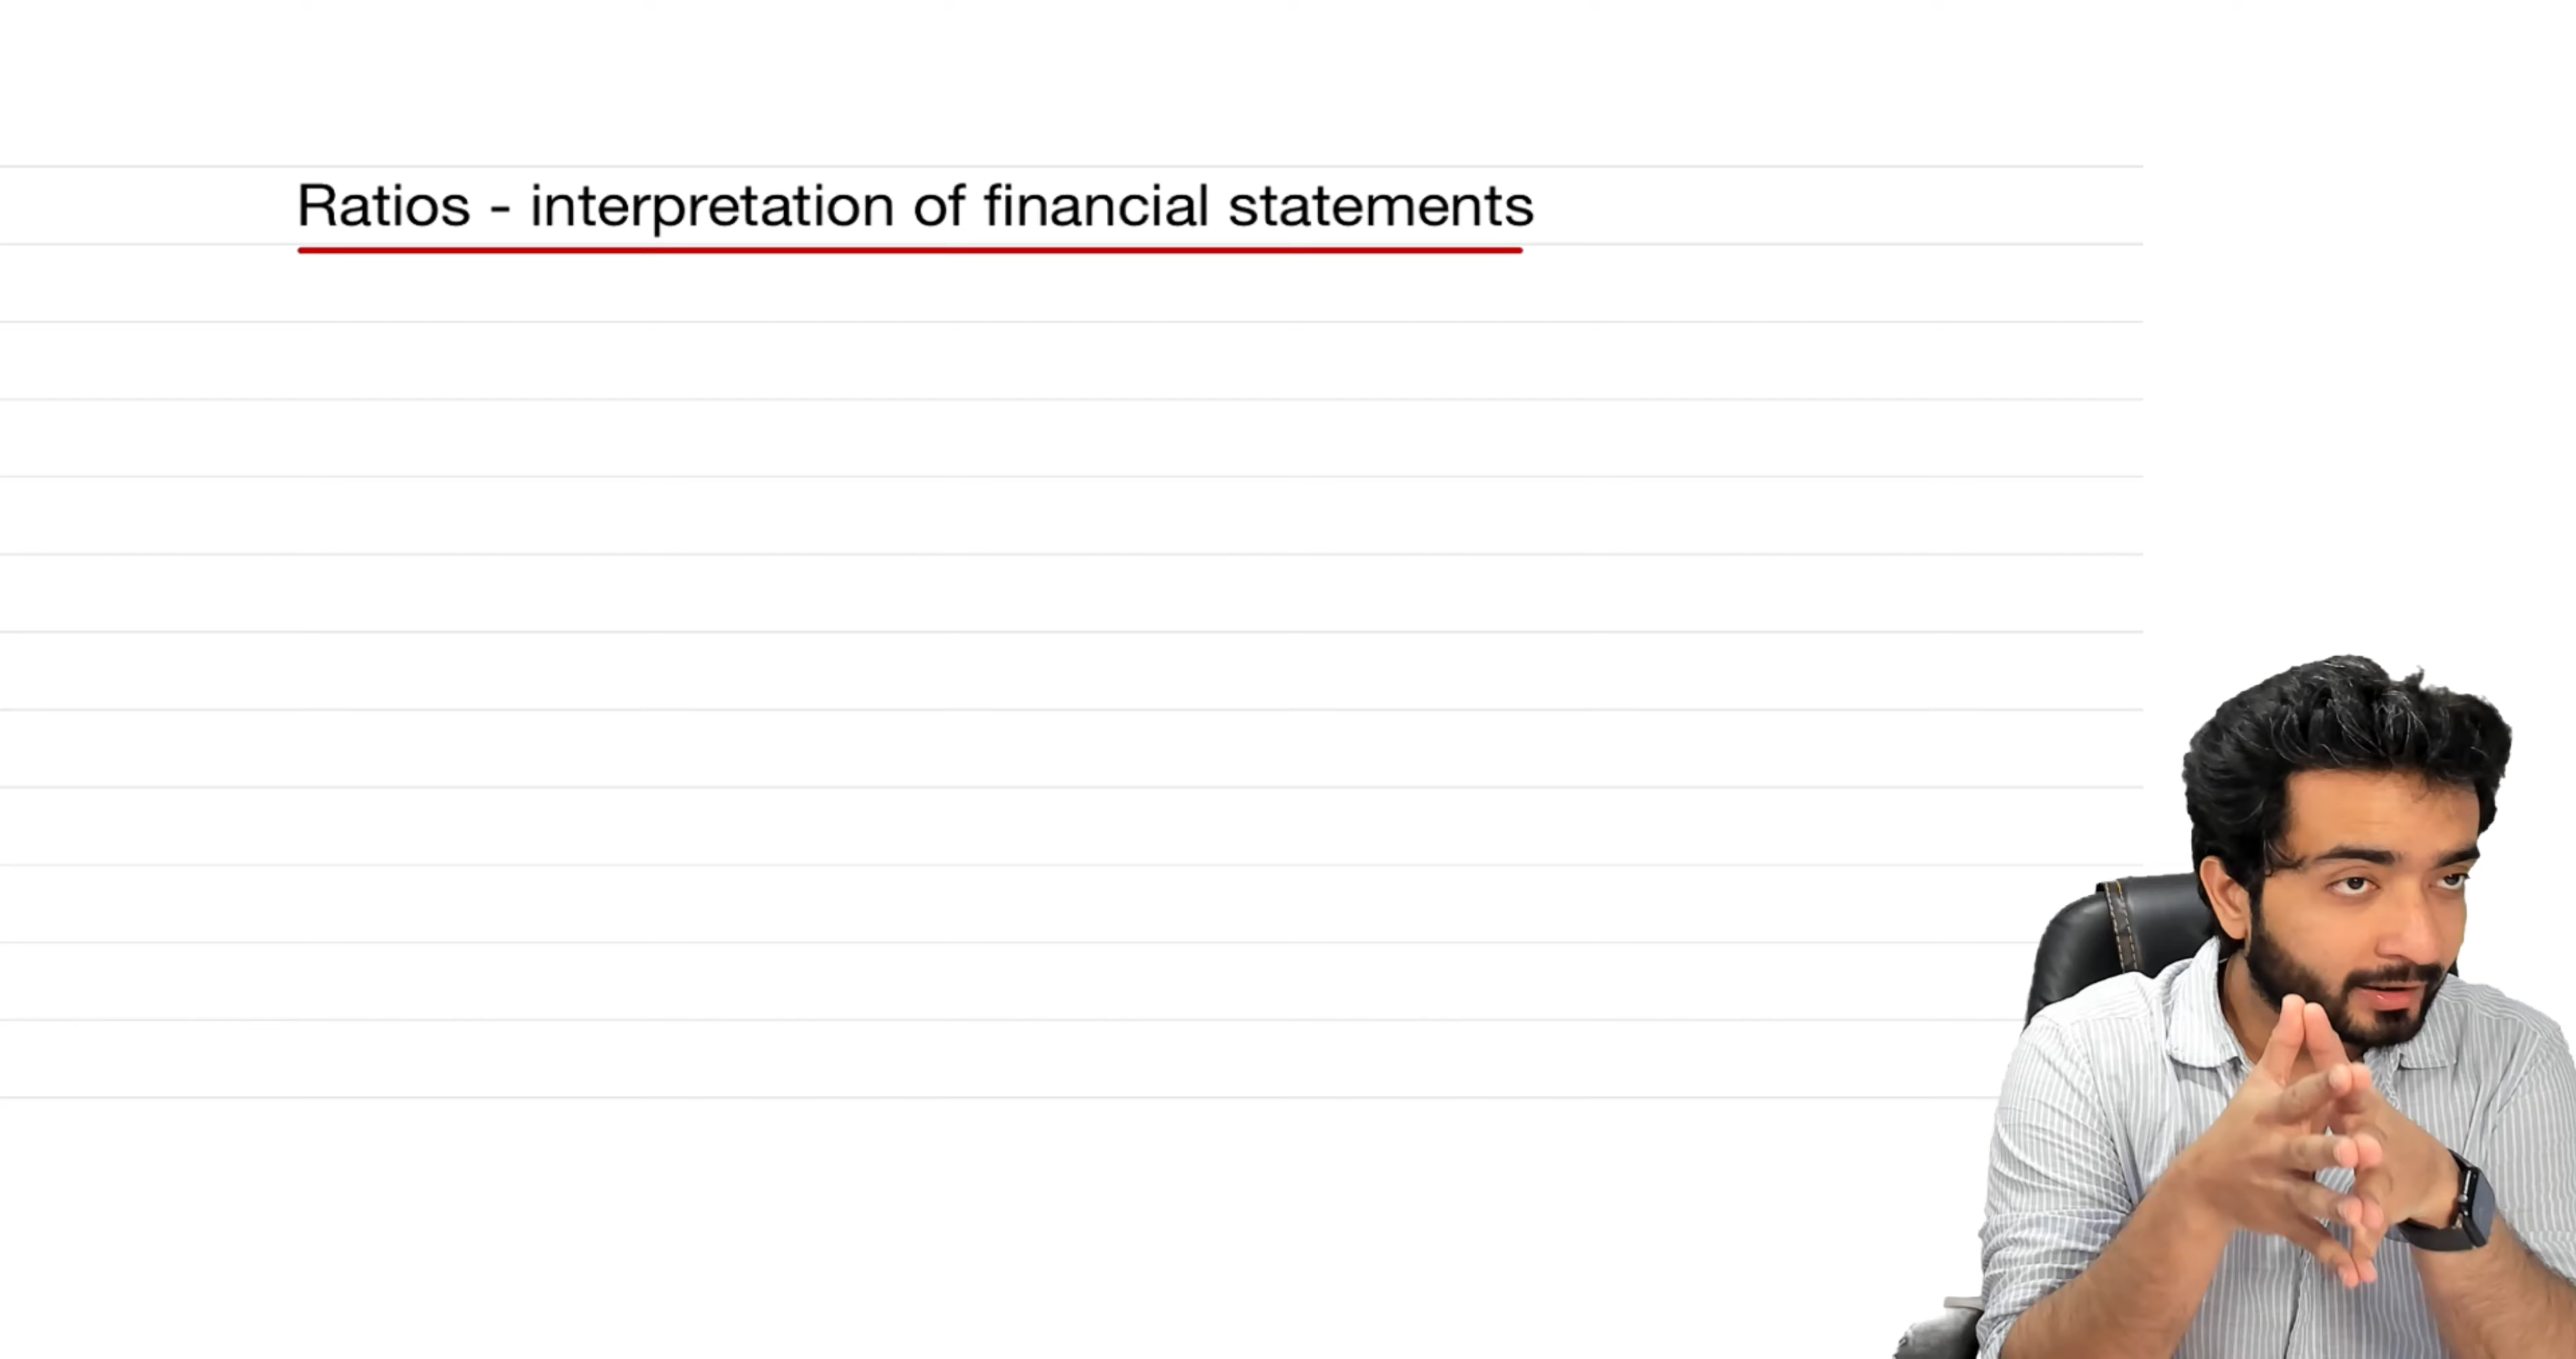 Ratios - interpretation of financial statements